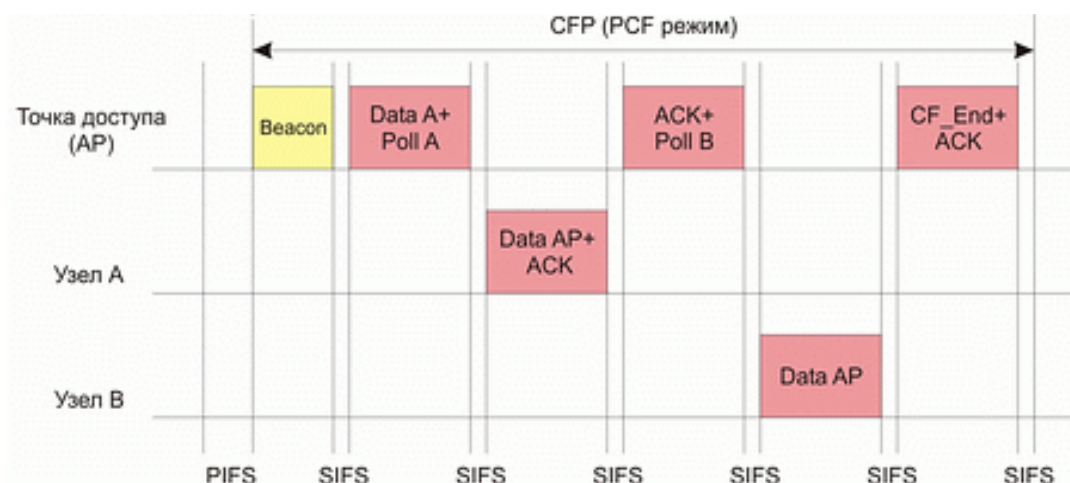 CFP (PCF режим)
Точка доступа
(AP)
Beacon
Data A+
Poll A
ACK+
Poll B
CF_End+
ACK
Узел A
Data AP+
ACK
Узел B
Data AP
PIFS SIFS SIFS SIFS SIFS SIFS SIFS